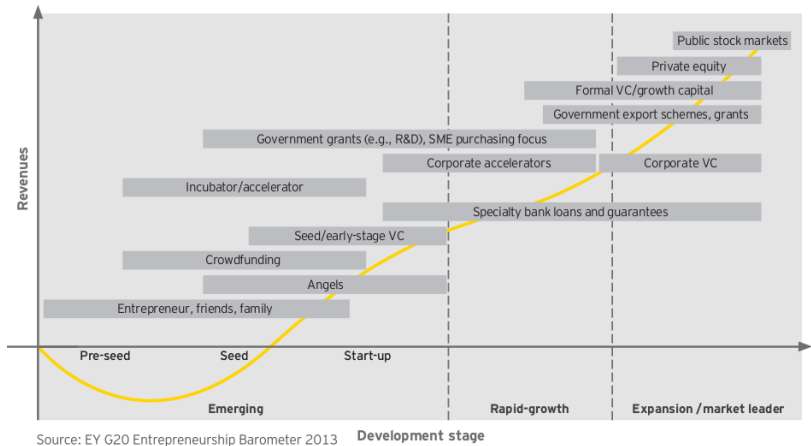 Public stock markets
Private equity
Formal VC/growth capital
Government export schemes, grants
Government grants (e.g., R&D), SME purchasing focus
Corporate accelerators
Corporate VC
Incubator/accelerator
Specialty bank loans and guarantees
Seed/early-stage VC
Crowdfunding
Angels
Entrepreneur, friends, family
Revenues
Pre-seed
Seed
Start-up
Emerging
Rapid-growth
Expansion /market leader
Development stage
Source: EY G20 Entrepreneurship Barometer 2013